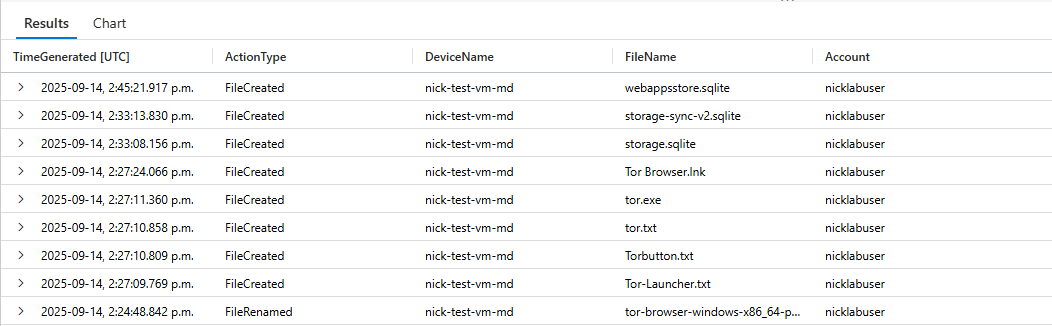 Results Chart
TimeGenerated [UTC] ActionType DeviceName FileName Account
2025-09-14, 2:45:21.917 p.m. FileCreated nick-test-vm-md webappsstore.sqlite nicklabuser
2025-09-14, 2:33:13.830 p.m. FileCreated nick-test-vm-md storage-sync-v2.sqlite nicklabuser
2025-09-14, 2:33:08.156 p.m. FileCreated nick-test-vm-md storage.sqlite nicklabuser
2025-09-14, 2:27:24.066 p.m. FileCreated nick-test-vm-md Tor Browser.lnk nicklabuser
2025-09-14, 2:27:11.360 p.m. FileCreated nick-test-vm-md tor.exe nicklabuser
2025-09-14, 2:27:10.858 p.m. FileCreated nick-test-vm-md tor.txt nicklabuser
2025-09-14, 2:27:10.809 p.m. FileCreated nick-test-vm-md Torbutton.txt nicklabuser
2025-09-14, 2:27:09.769 p.m. FileCreated nick-test-vm-md Tor-Launcher.txt nicklabuser
2025-09-14, 2:24:48.842 p.m. FileRenamed nick-test-vm-md tor-browser-windows-x86_64-p... nicklabuser